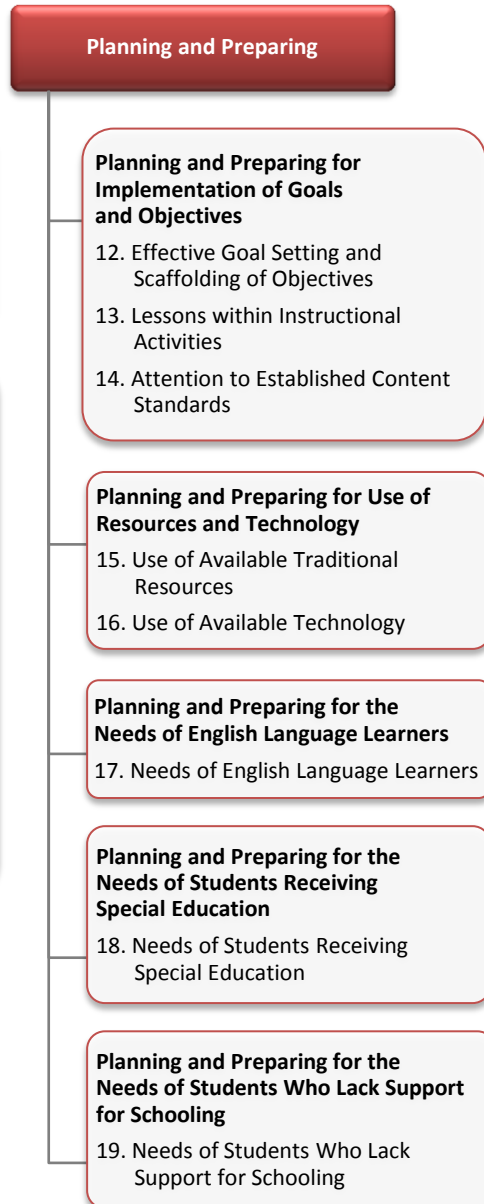 Planning and Preparing
Planning and Preparing for
Implementation of Goals
and Objectives
12. Effective Goal Setting and
Scaffolding of Objectives
13. Lessons within Instructional
Activities
14. Attention to Established Content
Standards
Planning and Preparing for Use of
Resources and Technology
15. Use of Available Traditional
Resources
16. Use of Available Technology
Planning and Preparing for the
Needs of English Language Learners
17. Needs of English Language Learners
Planning and Preparing for the
Needs of Students Receiving
Special Education
18. Needs of Students Receiving
Special Education
Planning and Preparing for the
Needs of Students Who Lack Support
for Schooling
19. Needs of Students Who Lack
Support for Schooling